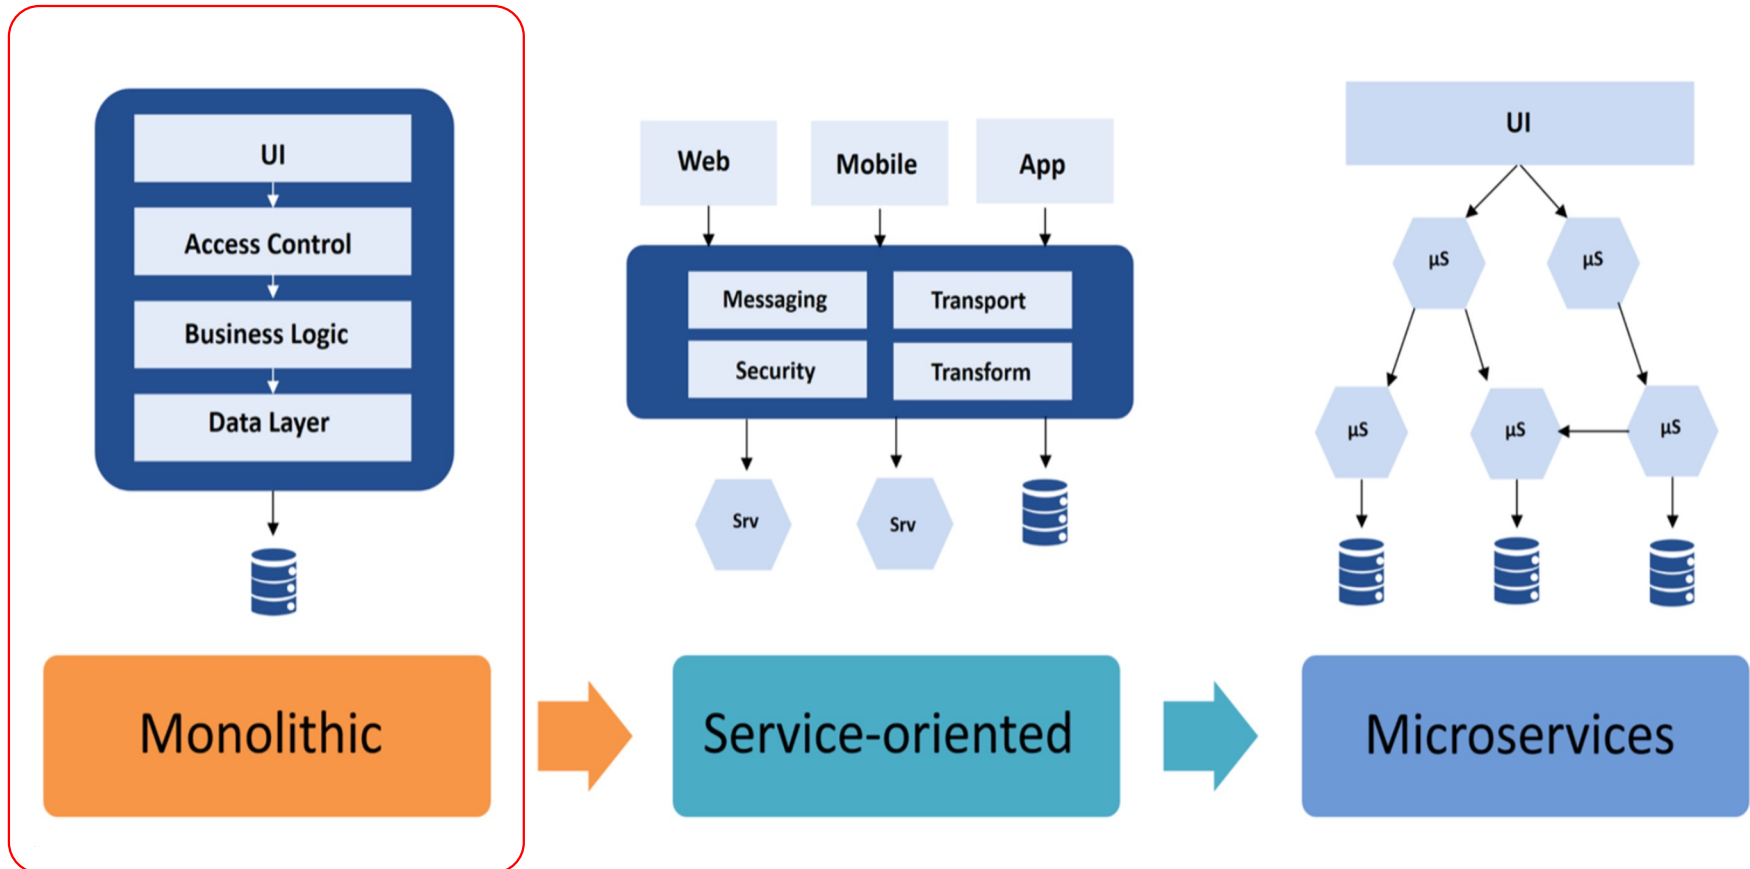 UI
Access Control
Business Logic
Data Layer
Monolithic
Web
Mobile
App
Messaging
Transport
Security
Transform
Srv
Srv
Service-oriented
UI
µS
µS
µS
µS
µS
Microservices